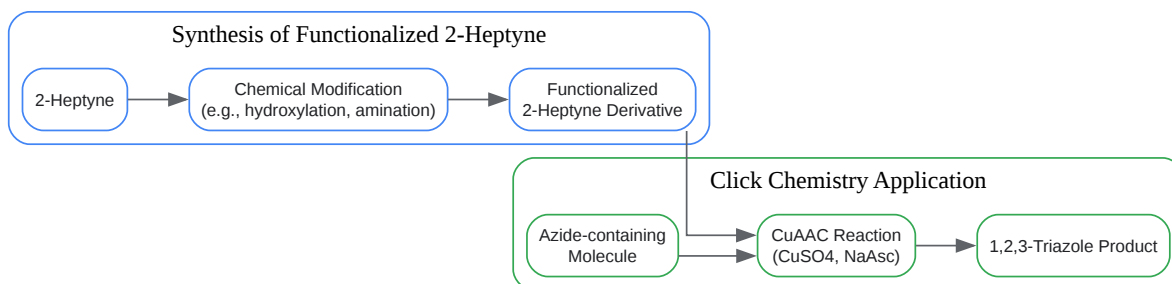 Synthesis of Functionalized 2-Heptyne
2-Heptyne
Chemical Modification
(e.g., hydroxylation, amination)
Functionalized
2-Heptyne Derivative
Click Chemistry Application
Azide-containing
Molecule
CuAAC Reaction
(CuSO4, NaAsc)
1,2,3-Triazole Product